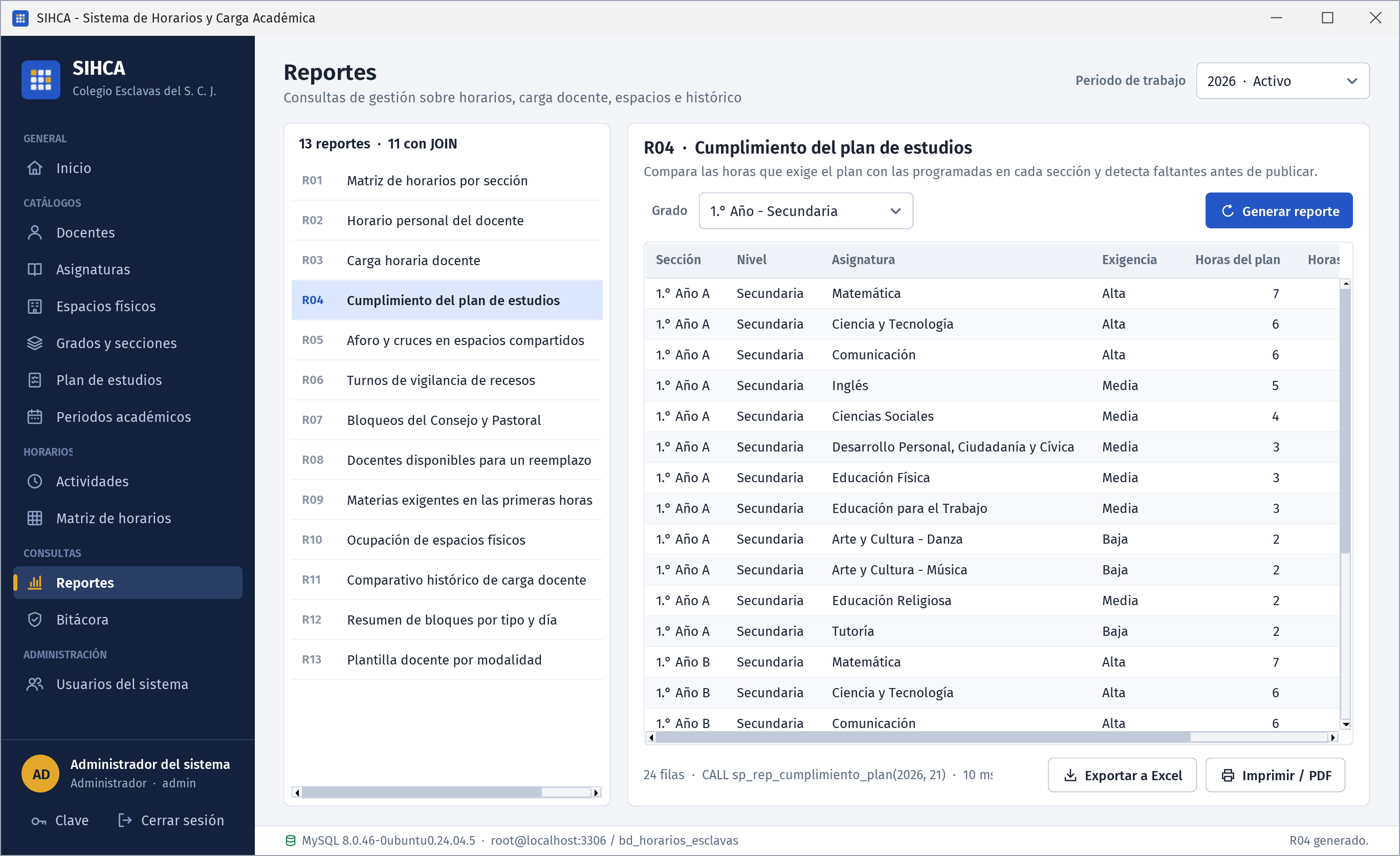 SIHCA - Sistema de Horarios y Carga Académica
SIHCA
Colegio Esclavas del S. C. J.
GENERAL
Inicio
CATÁLOGOS
Docentes
Asignaturas
Espacios físicos
Grados y secciones
Plan de estudios
Periodos académicos
HORARIOS
Actividades
Matriz de horarios
CONSULTAS
Reportes
Bitácora
ADMINISTRACIÓN
Usuarios del sistema
AD
Administrador del sistema
Administrador · admin
Clave Cerrar sesión
Reportes
Consultas de gestión sobre horarios, carga docente, espacios e histórico
Periodo de trabajo 2026 · Activo
13 reportes · 11 con JOIN
R01 Matriz de horarios por sección
R02 Horario personal del docente
R03 Carga horaria docente
R04 Cumplimiento del plan de estudios
R05 Aforo y cruces en espacios compartidos
R06 Turnos de vigilancia de recesos
R07 Bloqueos del Consejo y Pastoral
R08 Docentes disponibles para un reemplazo
R09 Materias exigentes en las primeras horas
R10 Ocupación de espacios físicos
R11 Comparativo histórico de carga docente
R12 Resumen de bloques por tipo y día
R13 Plantilla docente por modalidad
R04 · Cumplimiento del plan de estudios
Compara las horas que exige el plan con las programadas en cada sección y detecta faltantes antes de publicar.
Grado 1.° Año - Secundaria Generar reporte
Sección Nivel Asignatura Exigencia Horas del plan Horas
1.° Año A Secundaria Matemática Alta 7
1.° Año A Secundaria Ciencia y Tecnología Alta 6
1.° Año A Secundaria Comunicación Alta 6
1.° Año A Secundaria Inglés Media 5
1.° Año A Secundaria Ciencias Sociales Media 4
1.° Año A Secundaria Desarrollo Personal, Ciudadanía y Cívica Media 3
1.° Año A Secundaria Educación Física Media 3
1.° Año A Secundaria Educación para el Trabajo Media 3
1.° Año A Secundaria Arte y Cultura - Danza Baja 2
1.° Año A Secundaria Arte y Cultura - Música Baja 2
1.° Año A Secundaria Educación Religiosa Media 2
1.° Año A Secundaria Tutoría Baja 2
1.° Año B Secundaria Matemática Alta 7
1.° Año B Secundaria Ciencia y Tecnología Alta 6
1.° Año B Secundaria Comunicación Alta 6
24 filas · CALL sp_rep_cumplimiento_plan(2026, 21) · 10 ms
Exportar a Excel Imprimir / PDF
MySQL 8.0.46-0ubuntu0.24.04.5 · root@localhost:3306 / bd_horarios_esclavas
R04 generado.